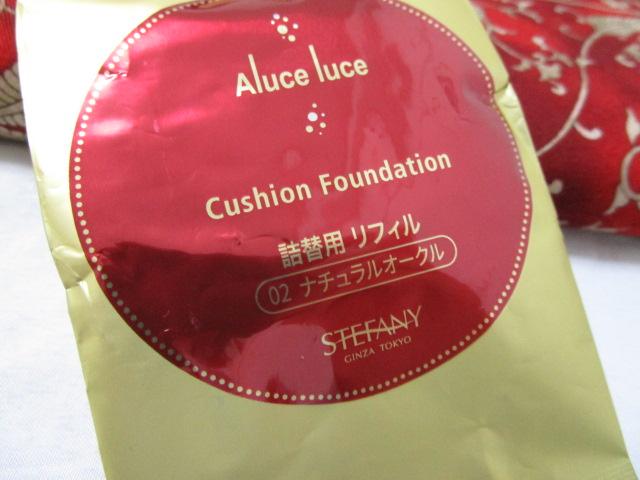 Aluce luce
Cushion Foundation
詰替用 リフィル
02 ナチュラルオークル
STEFANY
GINZA TOKYO